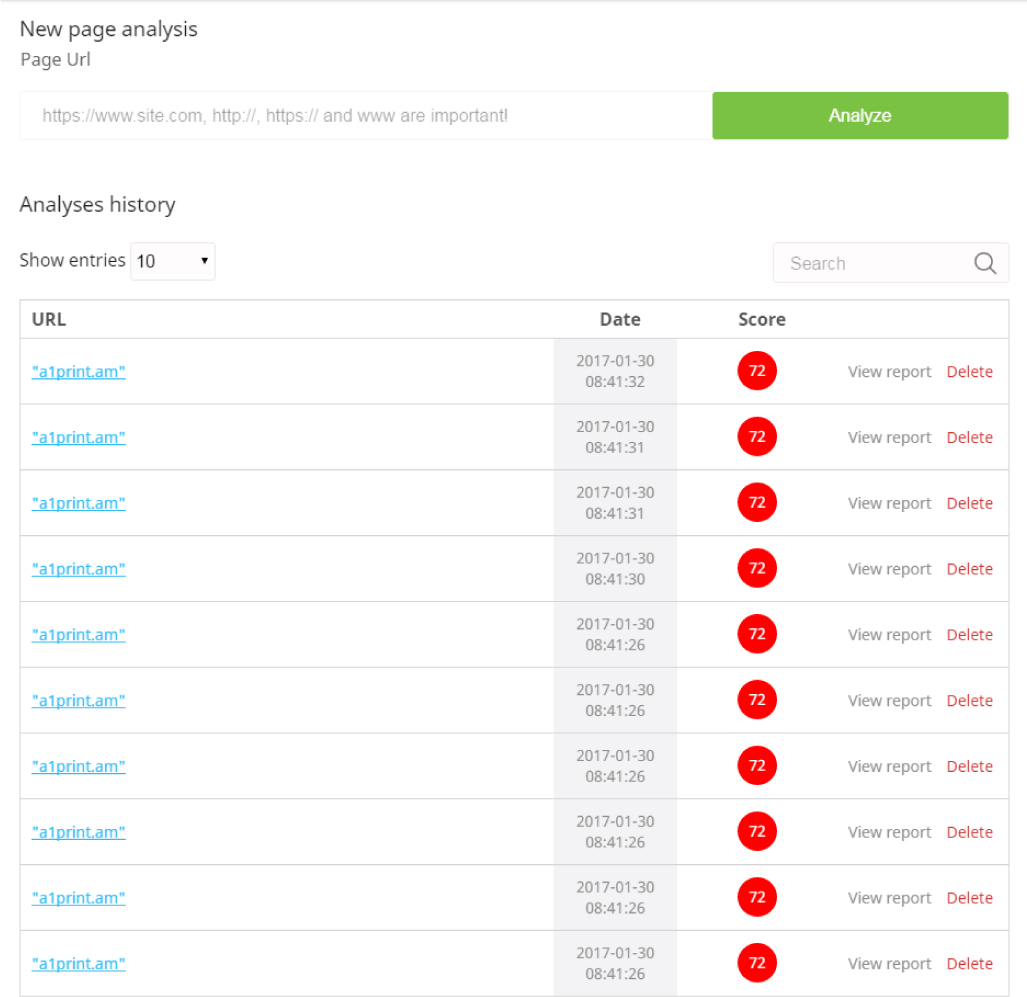 New page analysis
Page Url
https://www.site.com, http://, https:// and www are important!
Analyze
Analyses history
Show entries 10
Search
URL Date Score
"a1print.am" 2017-01-30 08:41:32 72 View report Delete
"a1print.am" 2017-01-30 08:41:31 72 View report Delete
"a1print.am" 2017-01-30 08:41:31 72 View report Delete
"a1print.am" 2017-01-30 08:41:30 72 View report Delete
"a1print.am" 2017-01-30 08:41:26 72 View report Delete
"a1print.am" 2017-01-30 08:41:26 72 View report Delete
"a1print.am" 2017-01-30 08:41:26 72 View report Delete
"a1print.am" 2017-01-30 08:41:26 72 View report Delete
"a1print.am" 2017-01-30 08:41:26 72 View report Delete
"a1print.am" 2017-01-30 08:41:26 72 View report Delete